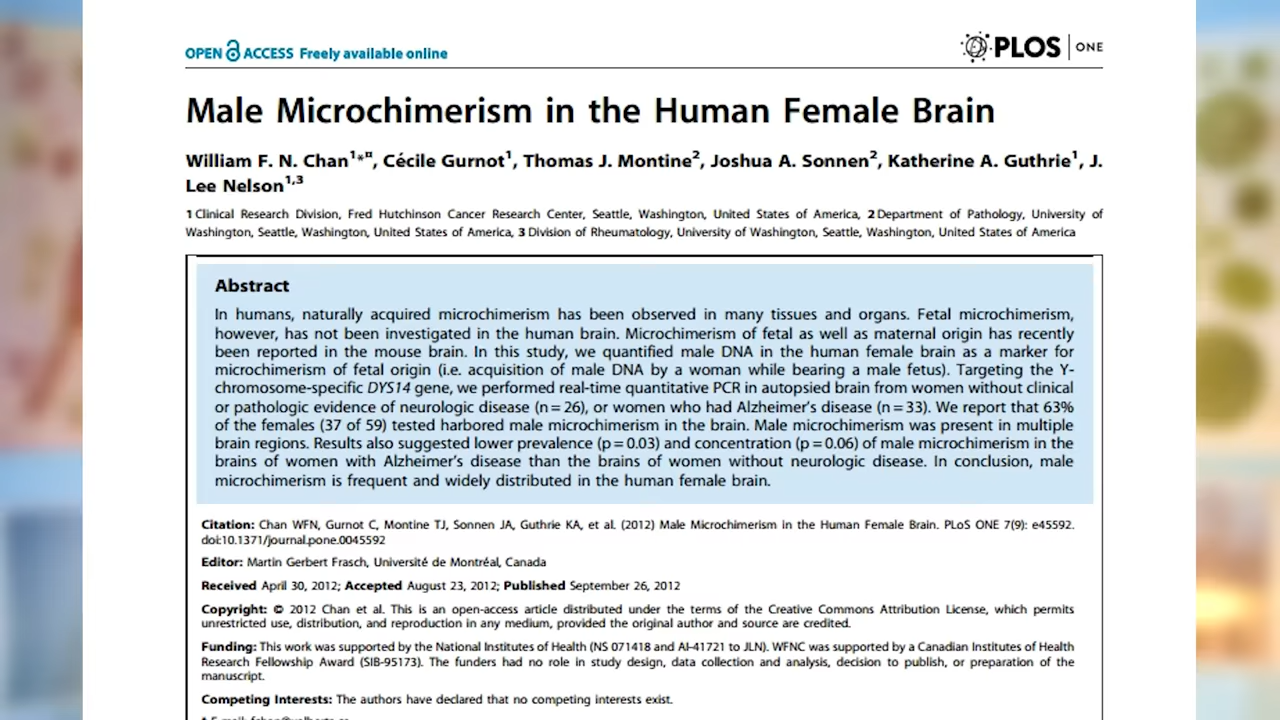 OPEN ACCESS Freely available online
PLOS ONE
Male Microchimerism in the Human Female Brain
William F. N. Chan1*¤, Cécile Gurnot1, Thomas J. Montine2, Joshua A. Sonnen2, Katherine A. Guthrie1, J.
Lee Nelson1,3
1 Clinical Research Division, Fred Hutchinson Cancer Research Center, Seattle, Washington, United States of America, 2 Department of Pathology, University of
Washington, Seattle, Washington, United States of America, 3 Division of Rheumatology, University of Washington, Seattle, Washington, United States of America
Abstract
In humans, naturally acquired microchimerism has been observed in many tissues and organs. Fetal microchimerism,
however, has not been investigated in the human brain. Microchimerism of fetal as well as maternal origin has recently
been reported in the mouse brain. In this study, we quantified male DNA in the human female brain as a marker for
microchimerism of fetal origin (i.e. acquisition of male DNA by a woman while bearing a male fetus). Targeting the Y-
chromosome-specific DYS14 gene, we performed real-time quantitative PCR in autopsied brain from women without clinical
or pathologic evidence of neurologic disease (n = 26), or women who had Alzheimer's disease (n = 33). We report that 63%
of the females (37 of 59) tested harbored male microchimerism in the brain. Male microchimerism was present in multiple
brain regions. Results also suggested lower prevalence (p = 0.03) and concentration (p = 0.06) of male microchimerism in the
brains of women with Alzheimer's disease than the brains of women without neurologic disease. In conclusion, male
microchimerism is frequent and widely distributed in the human female brain.
Citation: Chan WFN, Gurnot C, Montine TJ, Sonnen JA, Guthrie KA, et al. (2012) Male Microchimerism in the Human Female Brain. PLoS ONE 7(9): e45592.
doi:10.1371/journal.pone.0045592
Editor: Martin Gerbert Frasch, Université de Montréal, Canada
Received April 30, 2012; Accepted August 23, 2012; Published September 26, 2012
Copyright: © 2012 Chan et al. This is an open-access article distributed under the terms of the Creative Commons Attribution License, which permits
unrestricted use, distribution, and reproduction in any medium, provided the original author and source are credited.
Funding: This work was supported by the National Institutes of Health (NS 071418 and AI-41721 to JLN). WFNC was supported by a Canadian Institutes of Health
Research Fellowship Award (SIB-95173). The funders had no role in study design, data collection and analysis, decision to publish, or preparation of the
manuscript.
Competing Interests: The authors have declared that no competing interests exist.